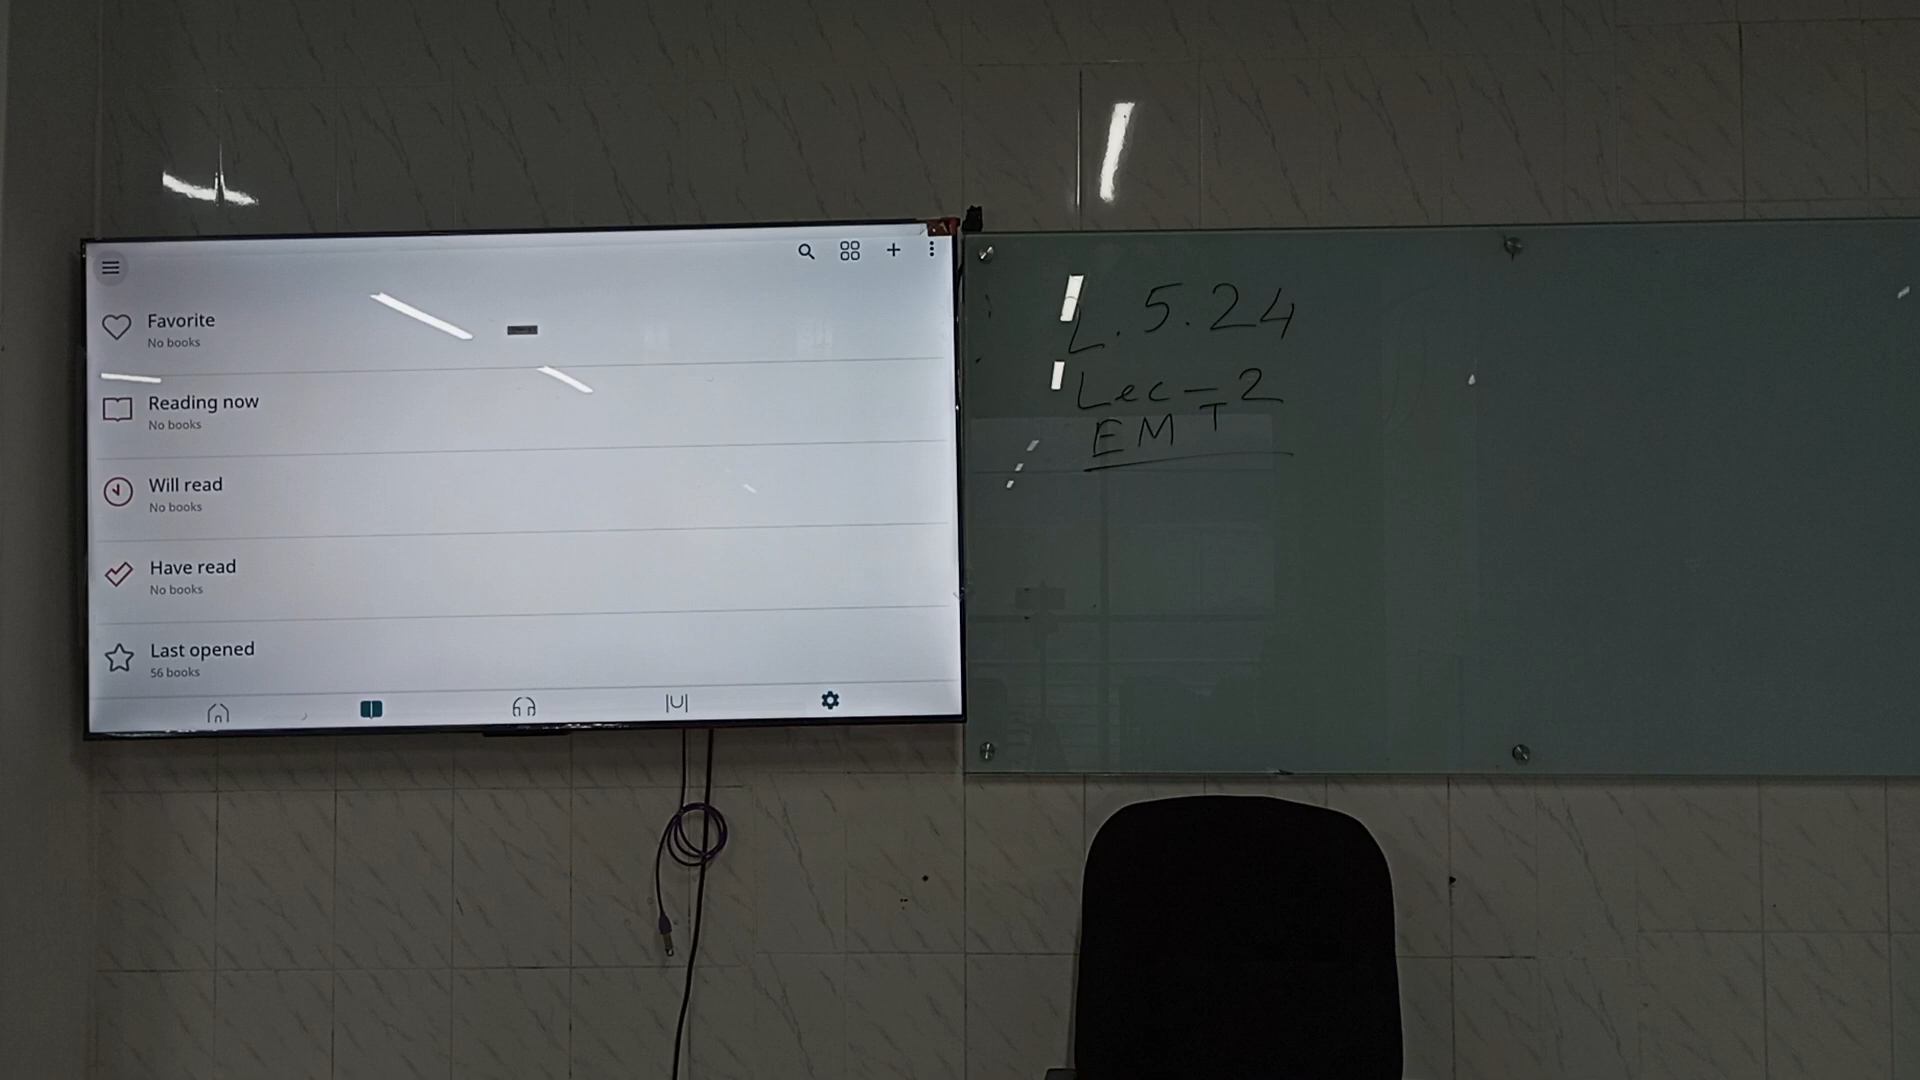 Favorite
No books
Reading now
No books
Will read
No books
Have read
No books
Last opened
56 books
2.5.24
Lec-2
EMT